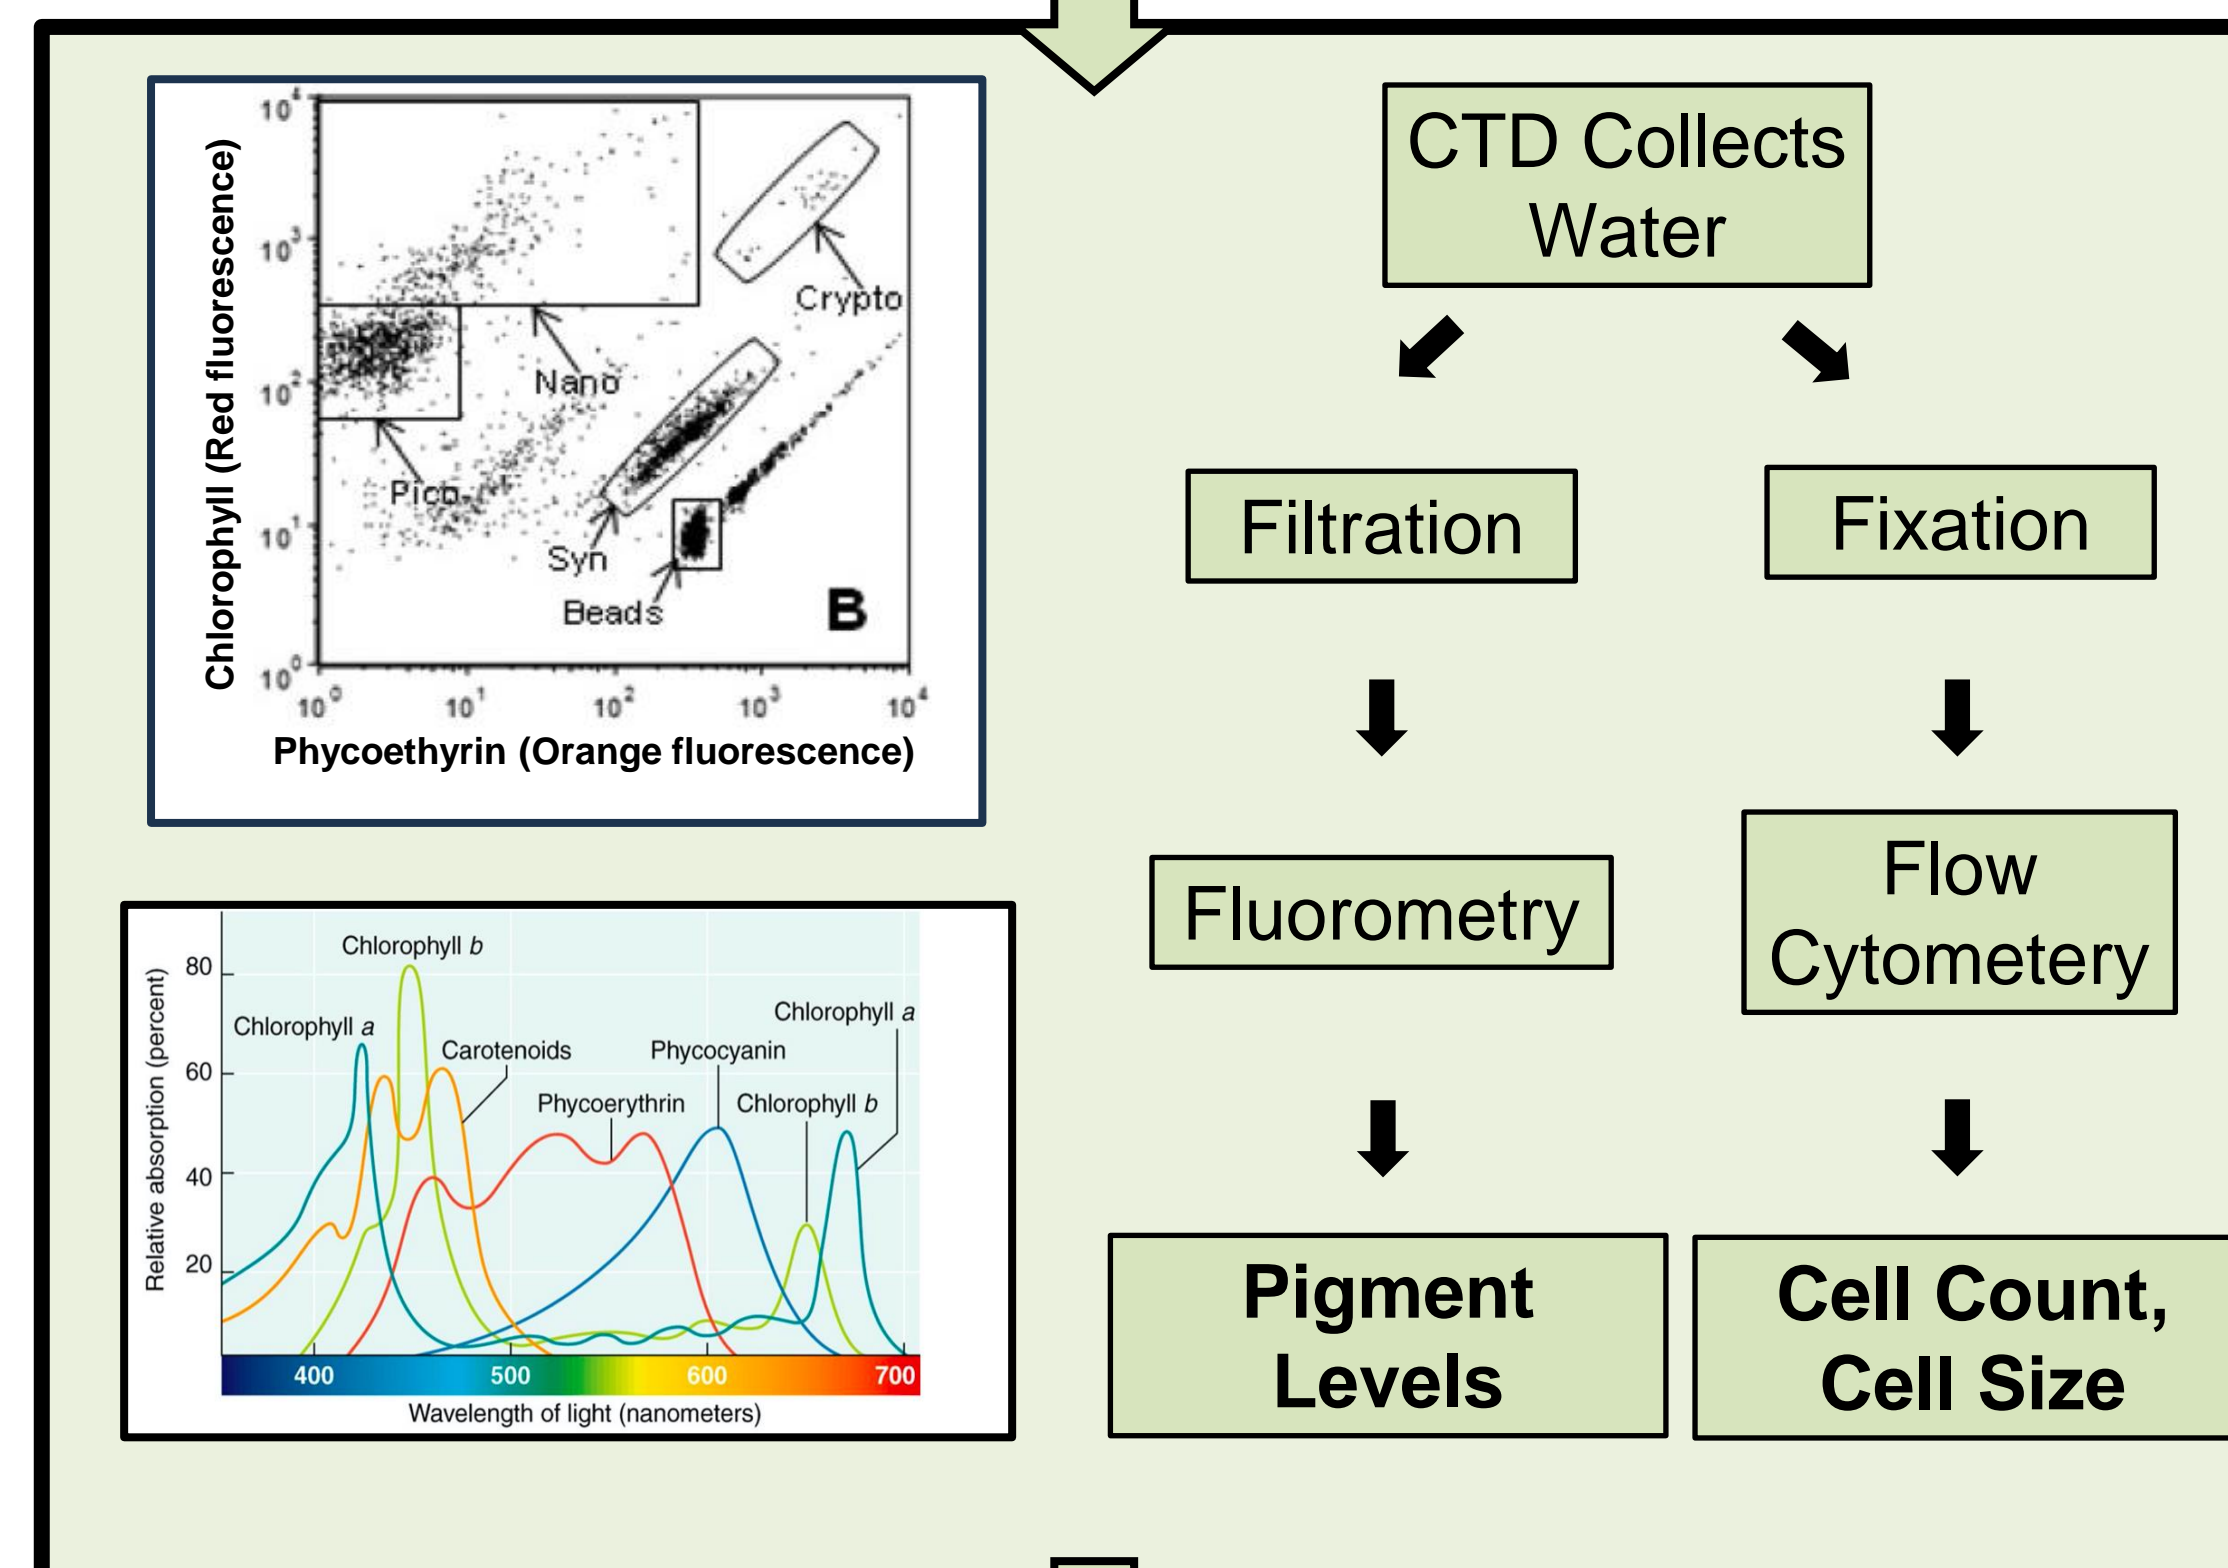 Chlorophyll (Red fluorescence)
10⁴
10³
10²
10¹
10⁰
Crypto
Nano
Pico
Syn
Beads
B
10⁰ 10¹ 10² 10³ 10⁴
Phycoethyrin (Orange fluorescence)
CTD Collects
Water
Filtration
Fixation
Fluorometry
Flow
Cytometery
Pigment
Levels
Cell Count,
Cell Size
Relative absorption (percent)
80
60
40
20
Chlorophyll b
Chlorophyll a
Chlorophyll a
Carotenoids
Phycocyanin
Phycoerythrin
Chlorophyll b
400 500 600 700
Wavelength of light (nanometers)